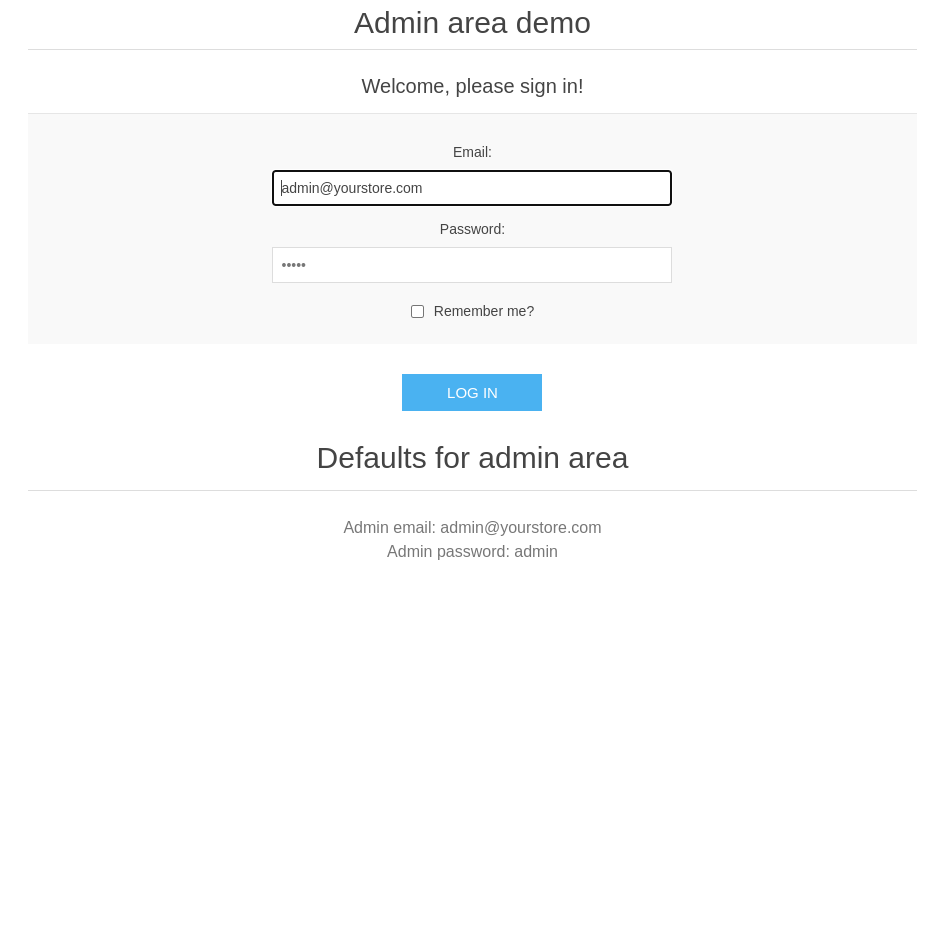 Admin area demo
Welcome, please sign in!
Email:
admin@yourstore.com
Password:
•••••
Remember me?
LOG IN
Defaults for admin area
Admin email: admin@yourstore.com
Admin password: admin